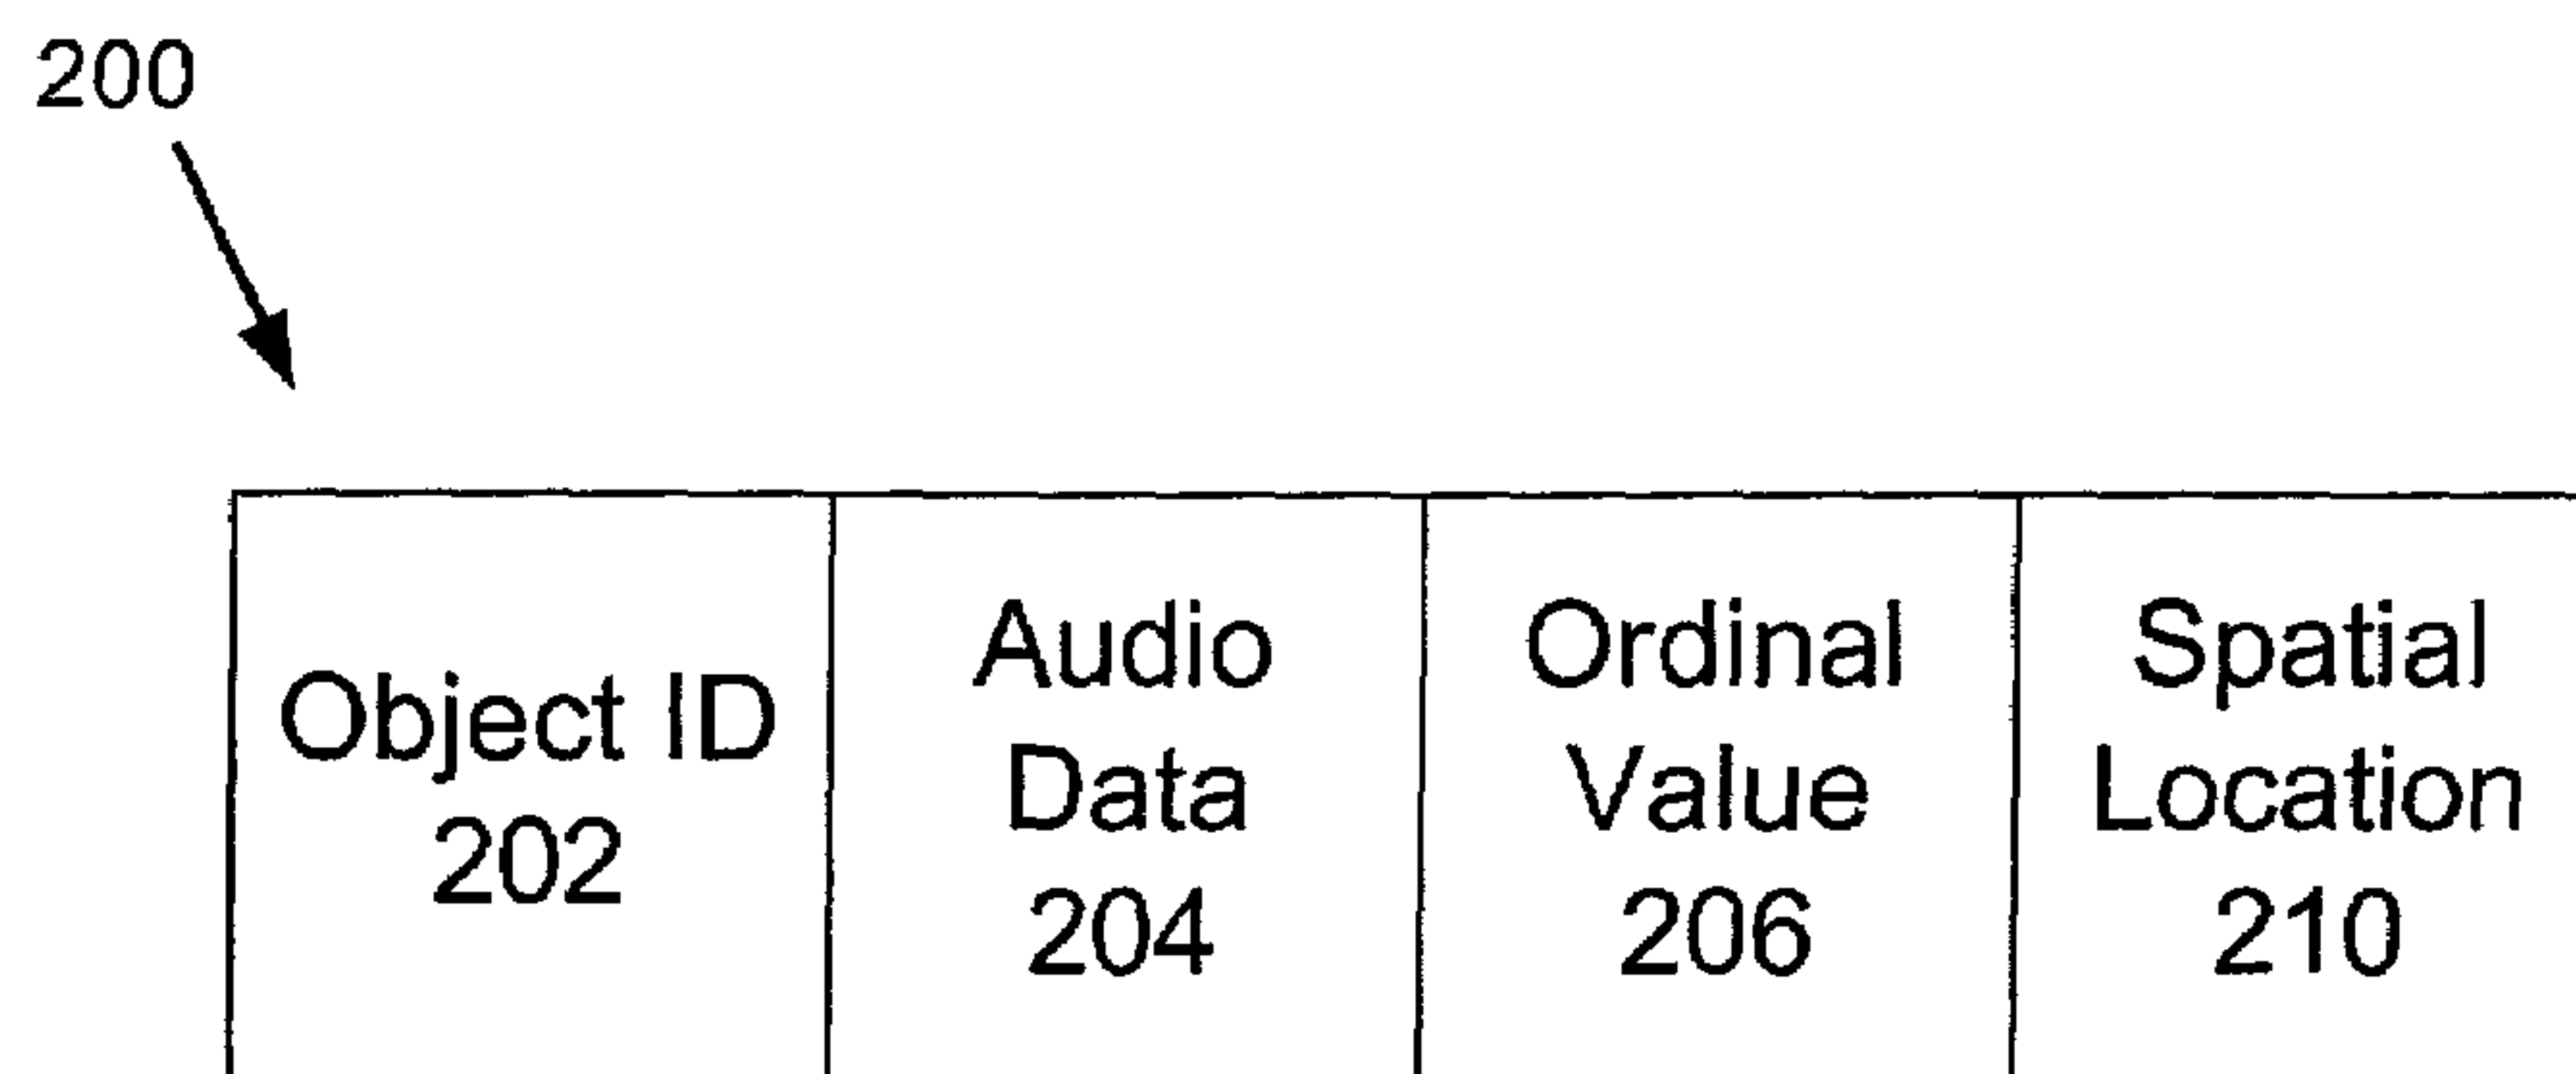 200
Object ID
202
Audio
Data
204
Ordinal
Value
206
Spatial
Location
210